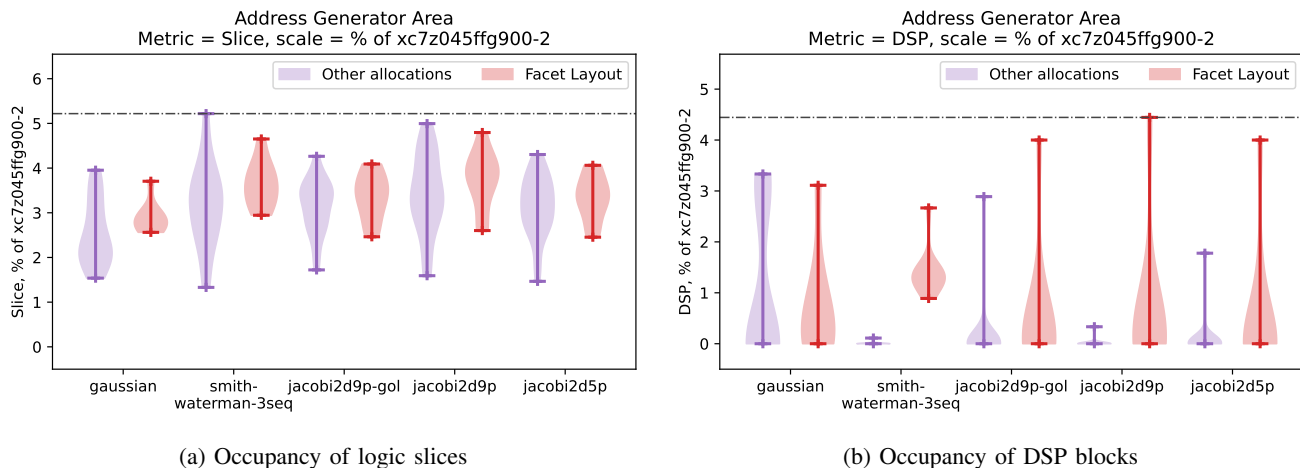 Address Generator Area
Metric = Slice, scale = % of xc7z045ffg900-2
Other allocations
Facet Layout
Slice, % of xc7z045ffg900-2
6
5
4
3
2
1
0
gaussian
smith-
waterman-3seq
jacobi2d9p-gol
jacobi2d9p
jacobi2d5p
(a) Occupancy of logic slices
Address Generator Area
Metric = DSP, scale = % of xc7z045ffg900-2
Other allocations
Facet Layout
DSP, % of xc7z045ffg900-2
5
4
3
2
1
0
gaussian
smith-
waterman-3seq
jacobi2d9p-gol
jacobi2d9p
jacobi2d5p
(b) Occupancy of DSP blocks